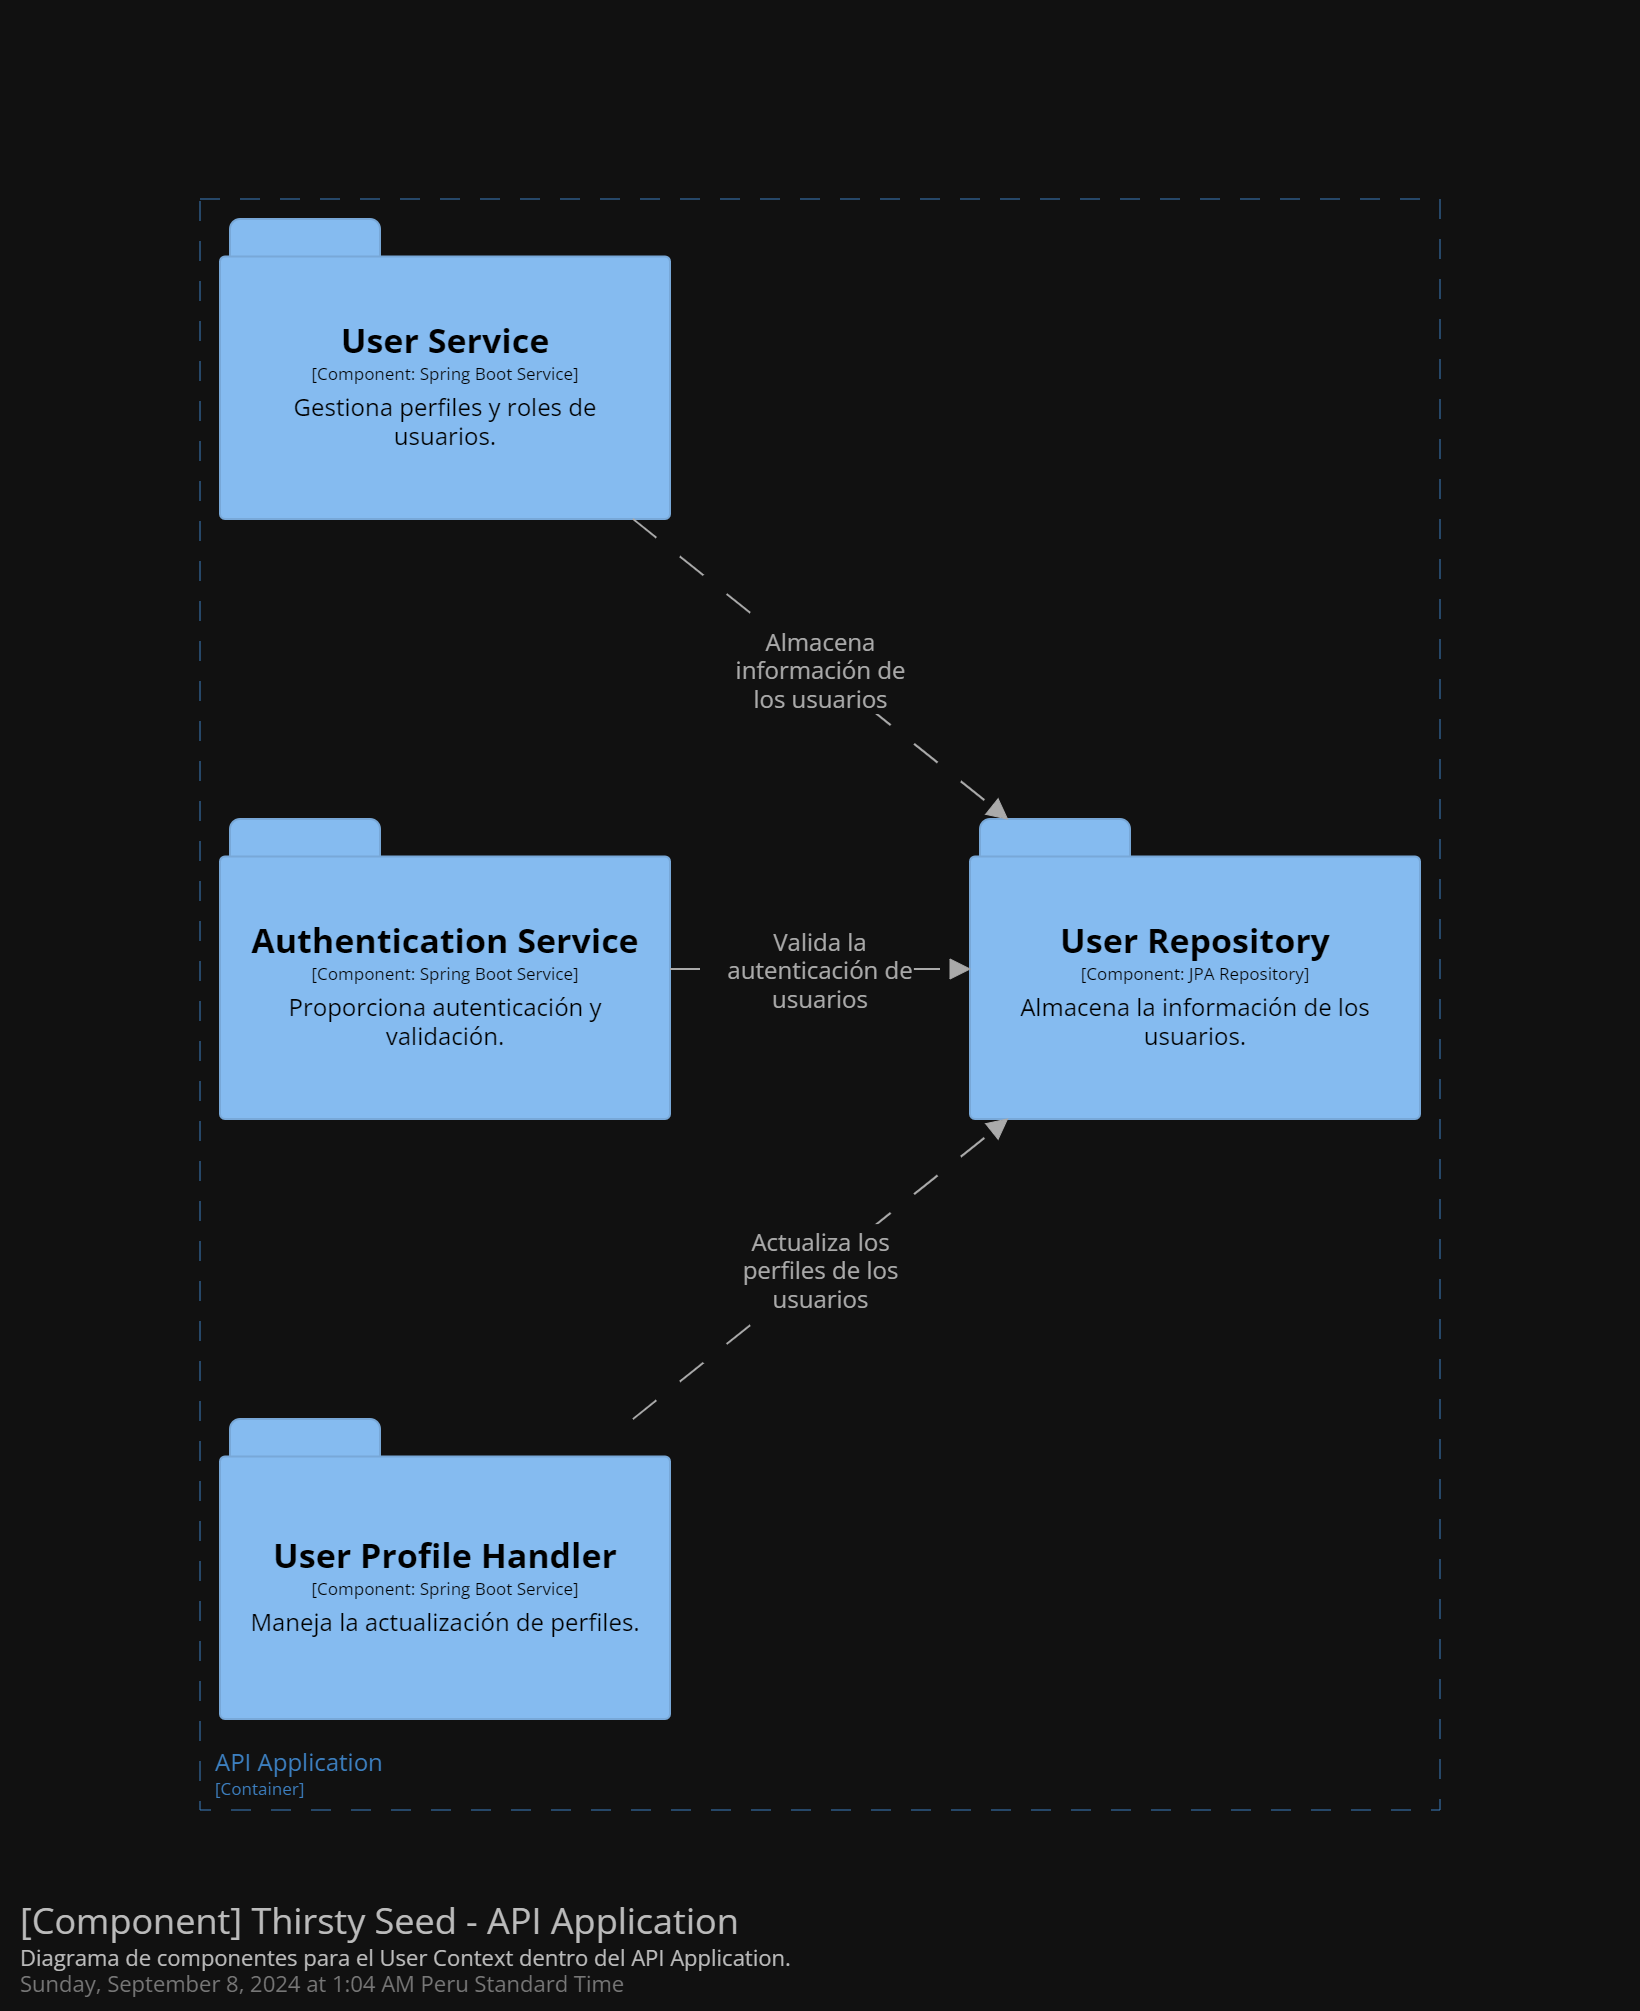 User Service
[Component: Spring Boot Service]
Gestiona perfiles y roles de
usuarios.
Almacena
información de
los usuarios
Authentication Service
[Component: Spring Boot Service]
Proporciona autenticación y
validación.
Valida la
autenticación de
usuarios
User Repository
[Component: JPA Repository]
Almacena la información de los
usuarios.
Actualiza los
perfiles de los
usuarios
User Profile Handler
[Component: Spring Boot Service]
Maneja la actualización de perfiles.
API Application
[Container]
[Component] Thirsty Seed - API Application
Diagrama de componentes para el User Context dentro del API Application.
Sunday, September 8, 2024 at 1:04 AM Peru Standard Time